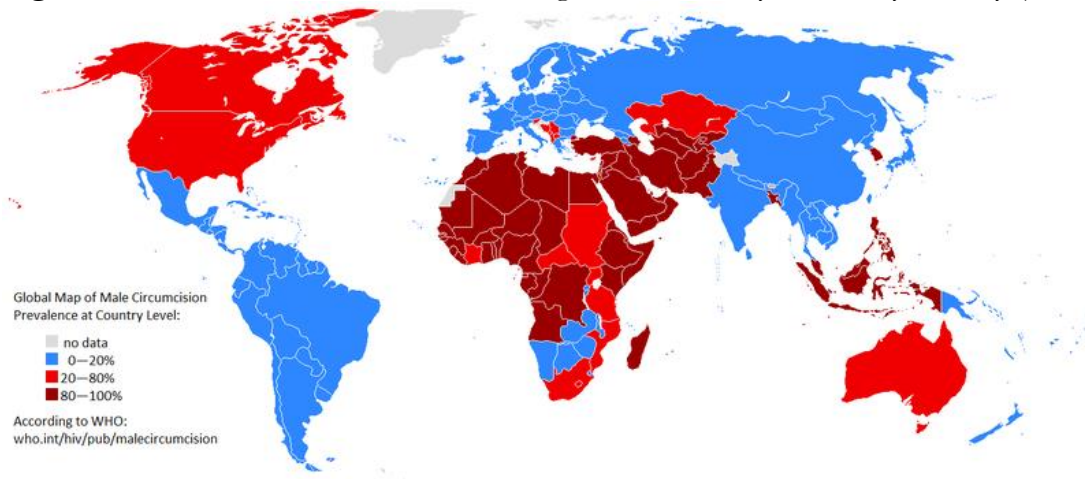 Global Map of Male Circumcision
Prevalence at Country Level:
no data
0—20%
20—80%
80—100%
According to WHO:
who.int/hiv/pub/malecircumcision